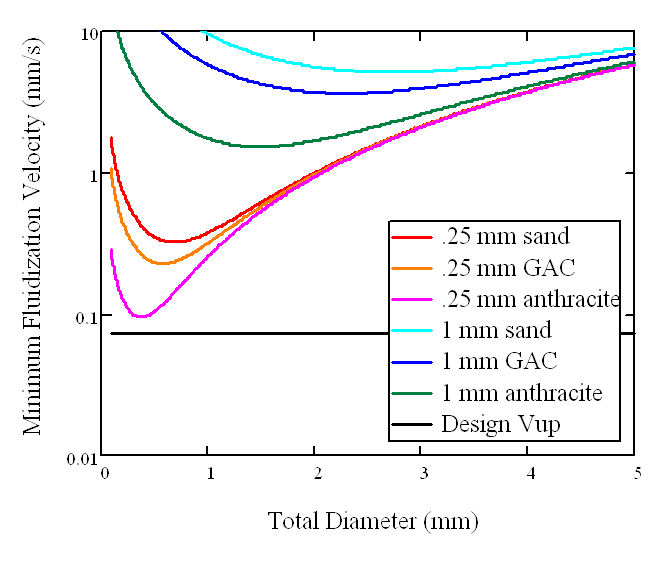 Minimum Fluidization Velocity (mm/s)
10
1
0.1
0.01
.25 mm sand
.25 mm GAC
.25 mm anthracite
1 mm sand
1 mm GAC
1 mm anthracite
Design Vup
0 1 2 3 4 5
Total Diameter (mm)